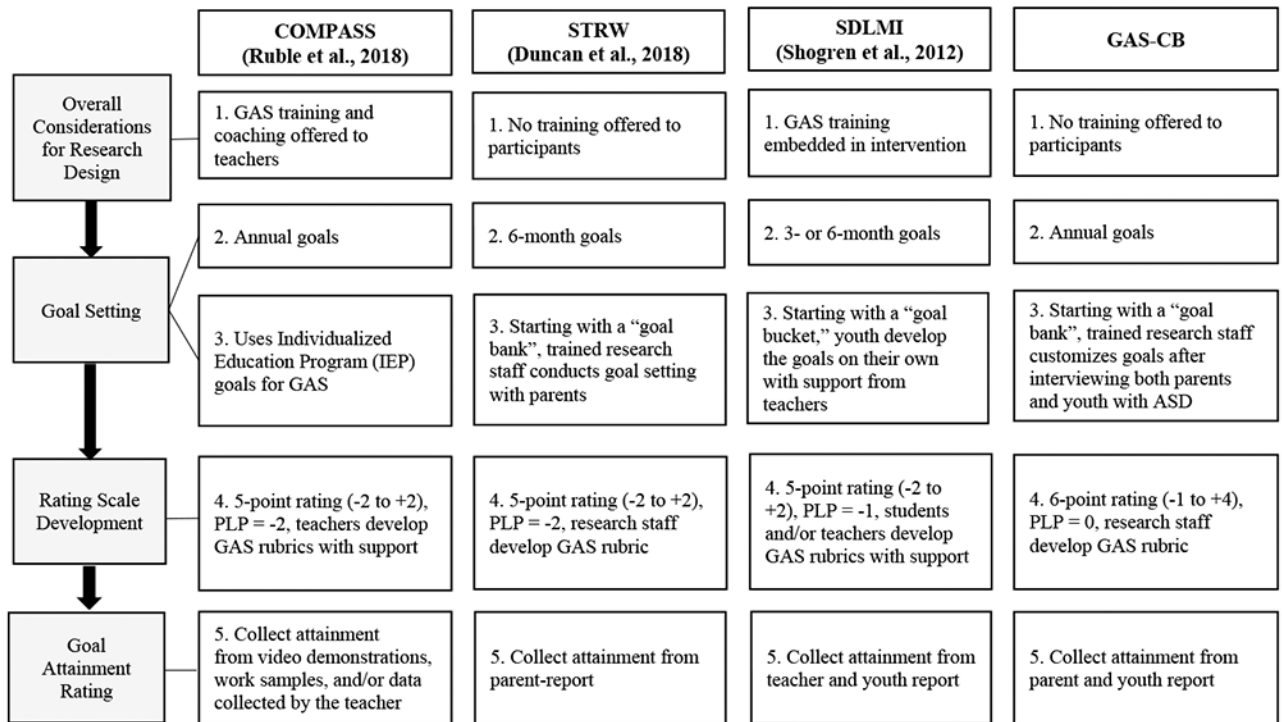 COMPASS
(Ruble et al., 2018)
STRW
(Duncan et al., 2018)
SDLMI
(Shogren et al., 2012)
GAS-CB
Overall
Considerations
for Research
Design
1. GAS training and
coaching offered to
teachers
1. No training offered to
participants
1. GAS training
embedded in intervention
1. No training offered to
participants
Goal Setting
2. Annual goals
2. 6-month goals
2. 3- or 6-month goals
2. Annual goals
3. Uses Individualized
Education Program (IEP)
goals for GAS
3. Starting with a “goal
bank”, trained research
staff conducts goal setting
with parents
3. Starting with a “goal
bucket,” youth develop
the goals on their own
with support from
teachers
3. Starting with a “goal
bank”, trained research staff
customizes goals after
interviewing both parents
and youth with ASD
Rating Scale
Development
4. 5-point rating (-2 to +2),
PLP = -2, teachers develop
GAS rubrics with support
4. 5-point rating (-2 to +2),
PLP = -2, research staff
develop GAS rubric
4. 5-point rating (-2 to
+2), PLP = -1, students
and/or teachers develop
GAS rubrics with support
4. 6-point rating (-1 to +4),
PLP = 0, research staff
develop GAS rubric
Goal
Attainment
Rating
5. Collect attainment
from video demonstrations,
work samples, and/or data
collected by the teacher
5. Collect attainment from
parent-report
5. Collect attainment from
teacher and youth report
5. Collect attainment from
parent and youth report